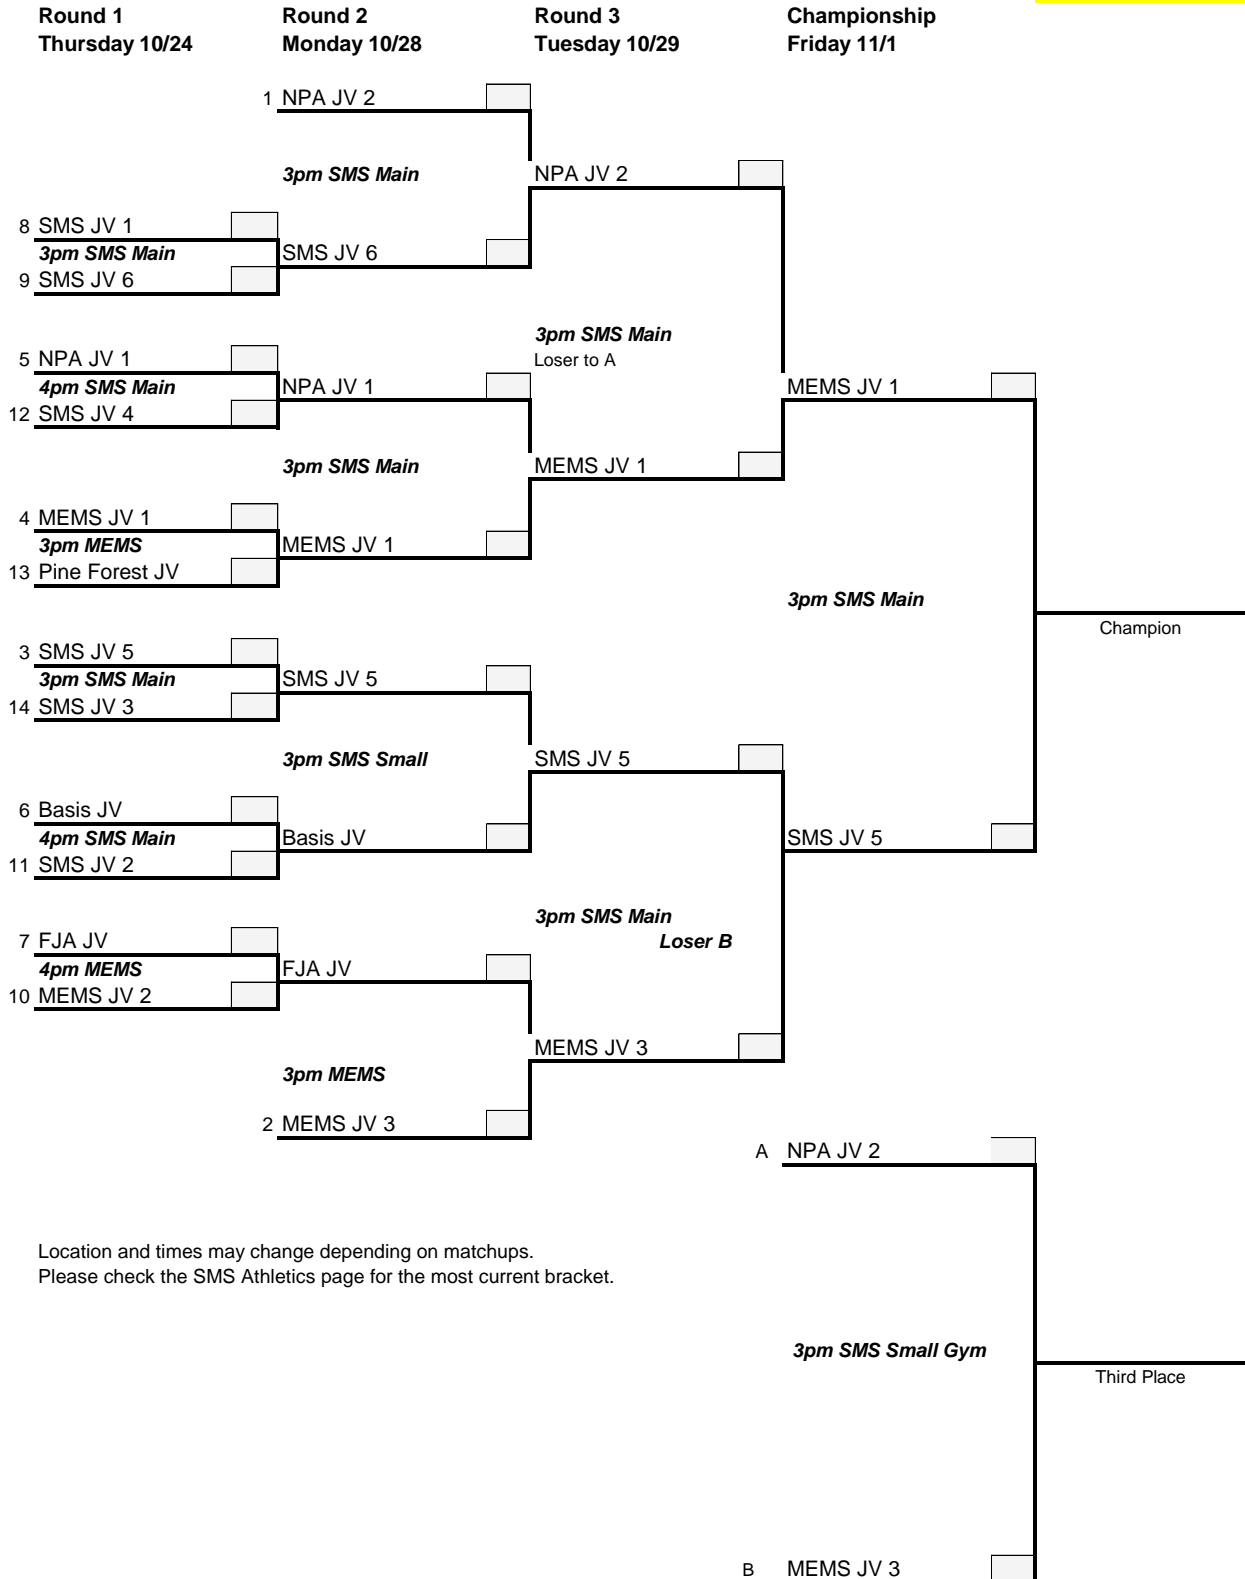 Round 1 Round 2 Round 3 Championship
Thursday 10/24 Monday 10/28 Tuesday 10/29 Friday 11/1
1 NPA JV 2
3pm SMS Main NPA JV 2
8 SMS JV 1
3pm SMS Main SMS JV 6
9 SMS JV 6
3pm SMS Main
5 NPA JV 1 Loser to A
4pm SMS Main NPA JV 1 MEMS JV 1
12 SMS JV 4
3pm SMS Main MEMS JV 1
4 MEMS JV 1
3pm MEMS MEMS JV 1
13 Pine Forest JV
3pm SMS Main
Champion
3 SMS JV 5
3pm SMS Main SMS JV 5
14 SMS JV 3
3pm SMS Small SMS JV 5
6 Basis JV
4pm SMS Main Basis JV SMS JV 5
11 SMS JV 2
3pm SMS Main
7 FJA JV Loser B
4pm MEMS FJA JV
10 MEMS JV 2
MEMS JV 3
3pm MEMS
2 MEMS JV 3
A NPA JV 2
Location and times may change depending on matchups.
Please check the SMS Athletics page for the most current bracket.
3pm SMS Small Gym
Third Place
B MEMS JV 3